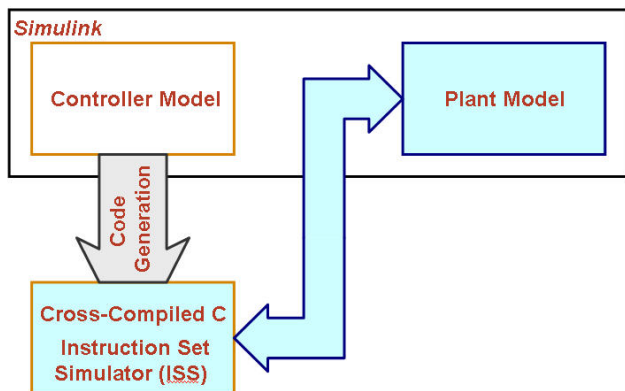 Simulink
Controller Model
Plant Model
Code
Generation
Cross-Compiled C
Instruction Set
Simulator (ISS)